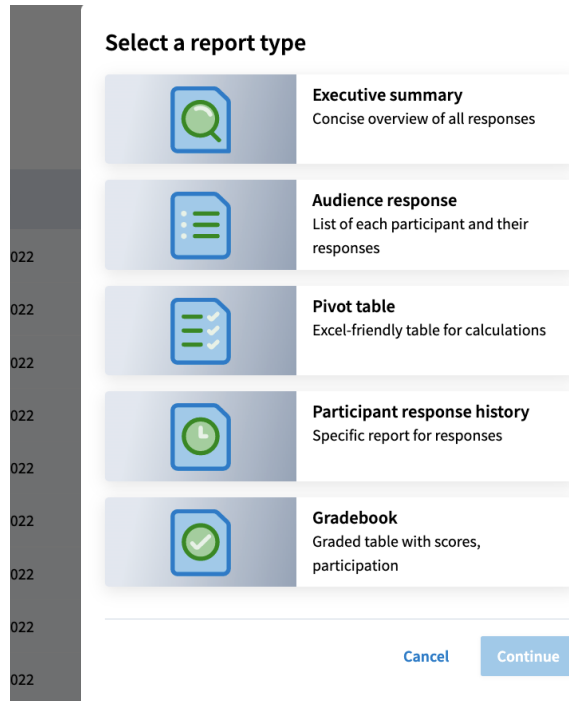 Select a report type
Executive summary
Concise overview of all responses
Audience response
List of each participant and their
responses
022
Pivot table
022
Excel-friendly table for calculations
022
Participant response history
022
Specific report for responses
022
Gradebook
022
Graded table with scores,
participation
022
022
Cancel
Continue
022